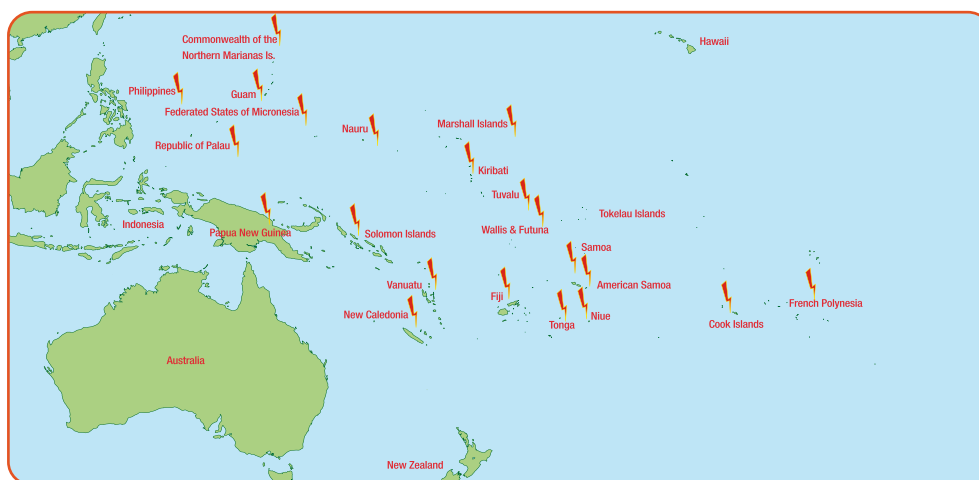 Commonwealth of the
Northern Marianas Is.
Hawaii
Philippines
Guam
Federated States of Micronesia
Nauru
Marshall Islands
Republic of Palau
Kiribati
Tuvalu
Wallis & Futuna
Tokelau Islands
Indonesia
Papua New Guinea
Solomon Islands
Samoa
American Samoa
Vanuatu
Fiji
New Caledonia
Tonga
Niue
Cook Islands
French Polynesia
Australia
New Zealand